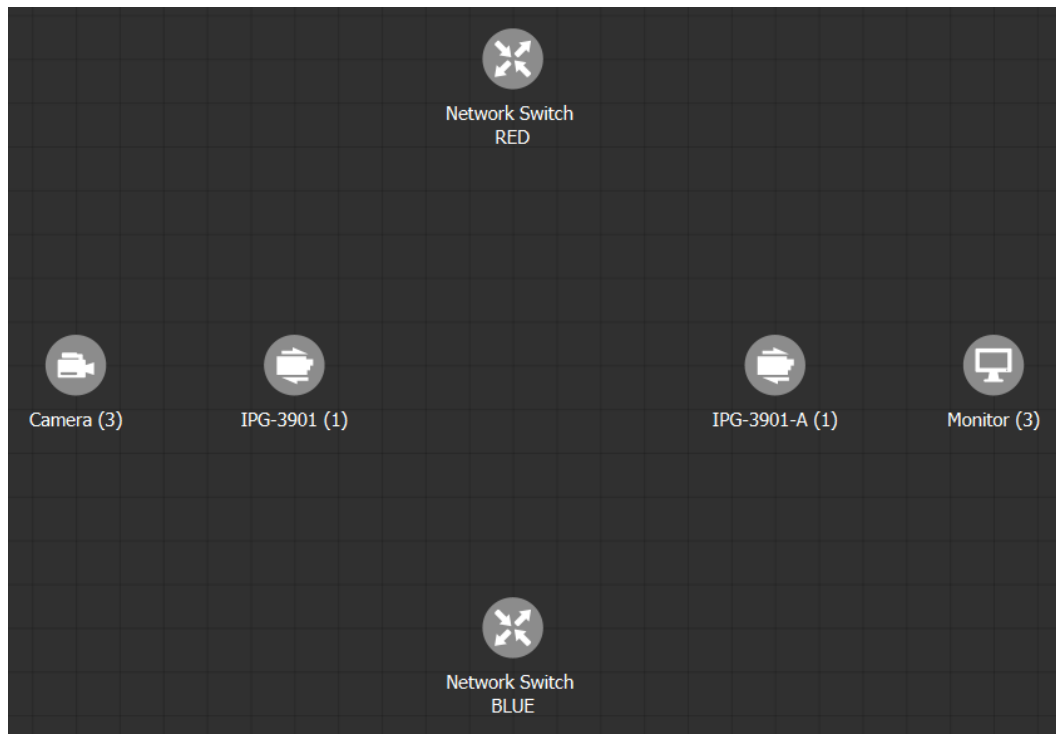 Network Switch
RED
Camera (3)
IPG-3901 (1)
IPG-3901-A (1)
Monitor (3)
Network Switch
BLUE